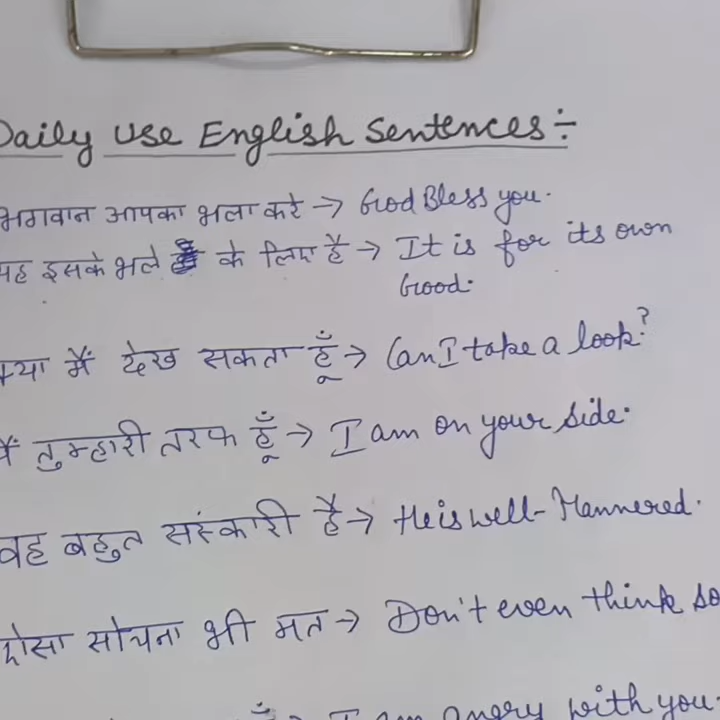 Daily Use English Sentences:-
भगवान आपका भला करे → God Bless you.
यह इसके भले के लिए है → It is for its own
Good.
क्या मैं देख सकता हूँ → Can I take a look?
मैं तुम्हारी तरफ हूँ → I am on your side.
वह बहुत संस्कारी है → He is well-Mannered.
ऐसा सोचना भी मत → Don't even think so
हूँ → I am angry with you.